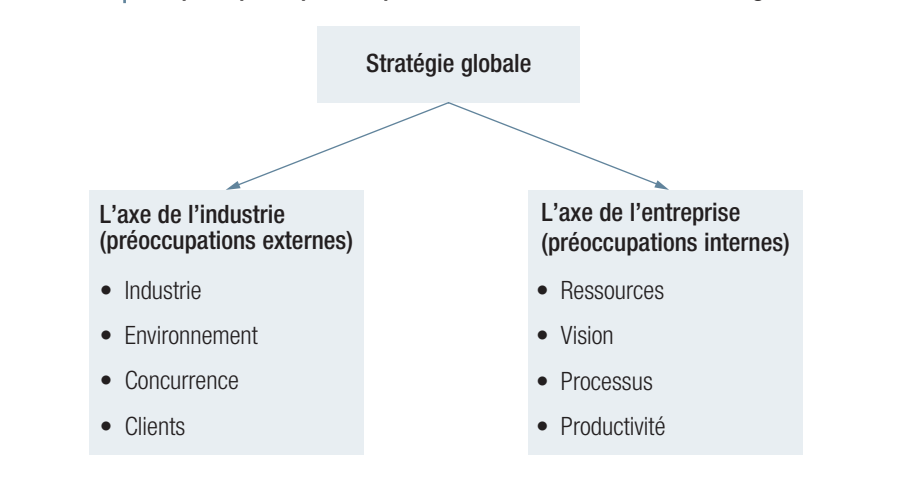 Stratégie globale
L’axe de l’industrie
(préoccupations externes)
• Industrie
• Environnement
• Concurrence
• Clients
L’axe de l’entreprise
(préoccupations internes)
• Ressources
• Vision
• Processus
• Productivité